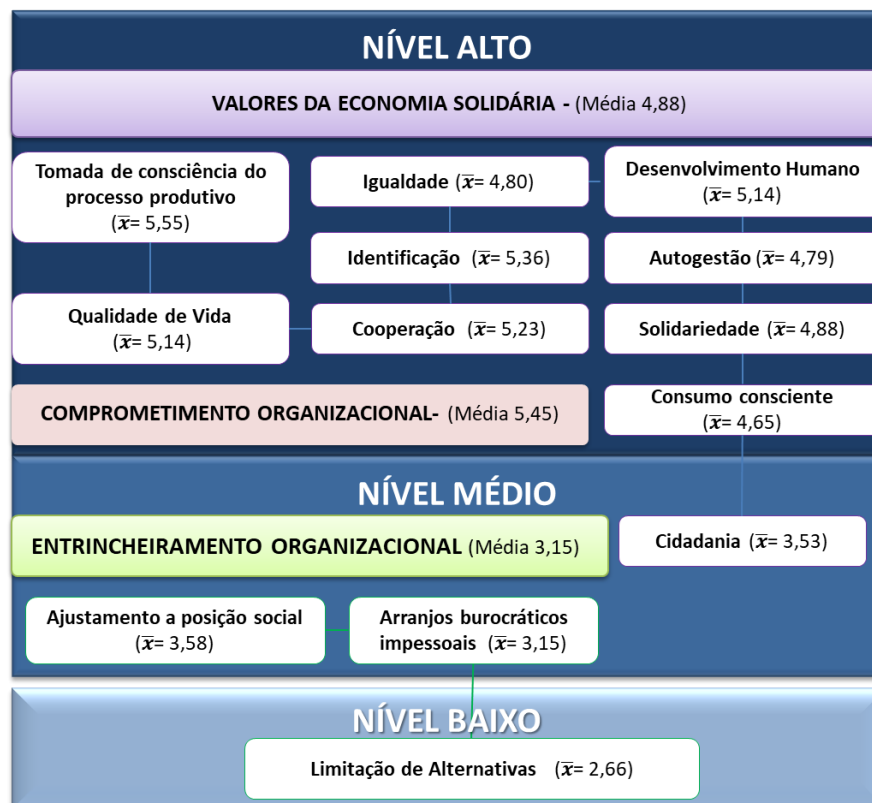 NÍVEL ALTO
VALORES DA ECONOMIA SOLIDÁRIA - (Média 4,88)
Tomada de consciência do
processo produtivo
(x̅= 5,55)
Igualdade (x̅= 4,80)
Desenvolvimento Humano
(x̅= 5,14)
Identificação (x̅= 5,36)
Autogestão (x̅= 4,79)
Qualidade de Vida
(x̅= 5,14)
Cooperação (x̅= 5,23)
Solidariedade (x̅= 4,88)
COMPROMETIMENTO ORGANIZACIONAL- (Média 5,45)
Consumo consciente
(x̅= 4,65)
NÍVEL MÉDIO
ENTRINCHEIRAMENTO ORGANIZACIONAL (Média 3,15)
Cidadania (x̅= 3,53)
Ajustamento a posição social
(x̅= 3,58)
Arranjos burocráticos
impessoais (x̅= 3,15)
NÍVEL BAIXO
Limitação de Alternativas (x̅= 2,66)